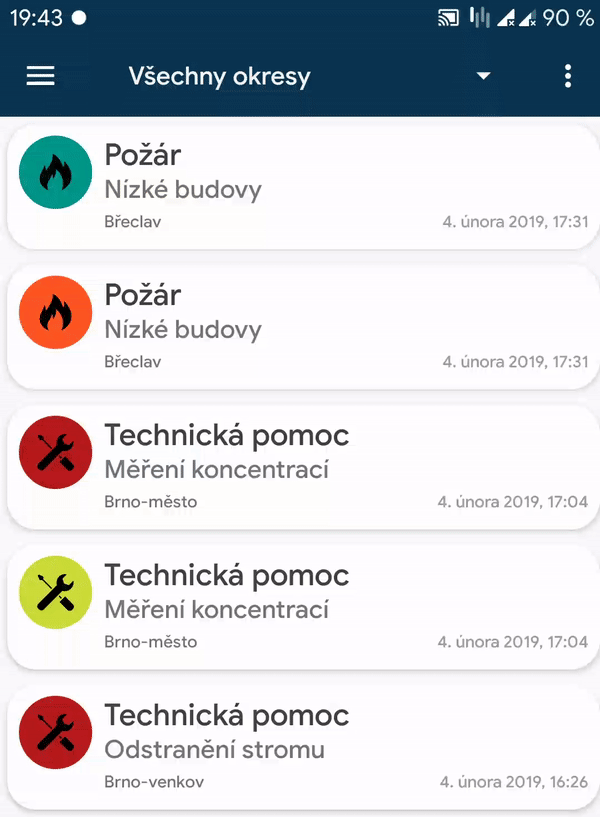 19:43 90 %
Všechny okresy
Požár
Nízké budovy
Břeclav 4. února 2019, 17:31
Požár
Nízké budovy
Břeclav 4. února 2019, 17:31
Technická pomoc
Měření koncentrací
Brno-město 4. února 2019, 17:04
Technická pomoc
Měření koncentrací
Brno-město 4. února 2019, 17:04
Technická pomoc
Odstranění stromu
Brno-venkov 4. února 2019, 16:26